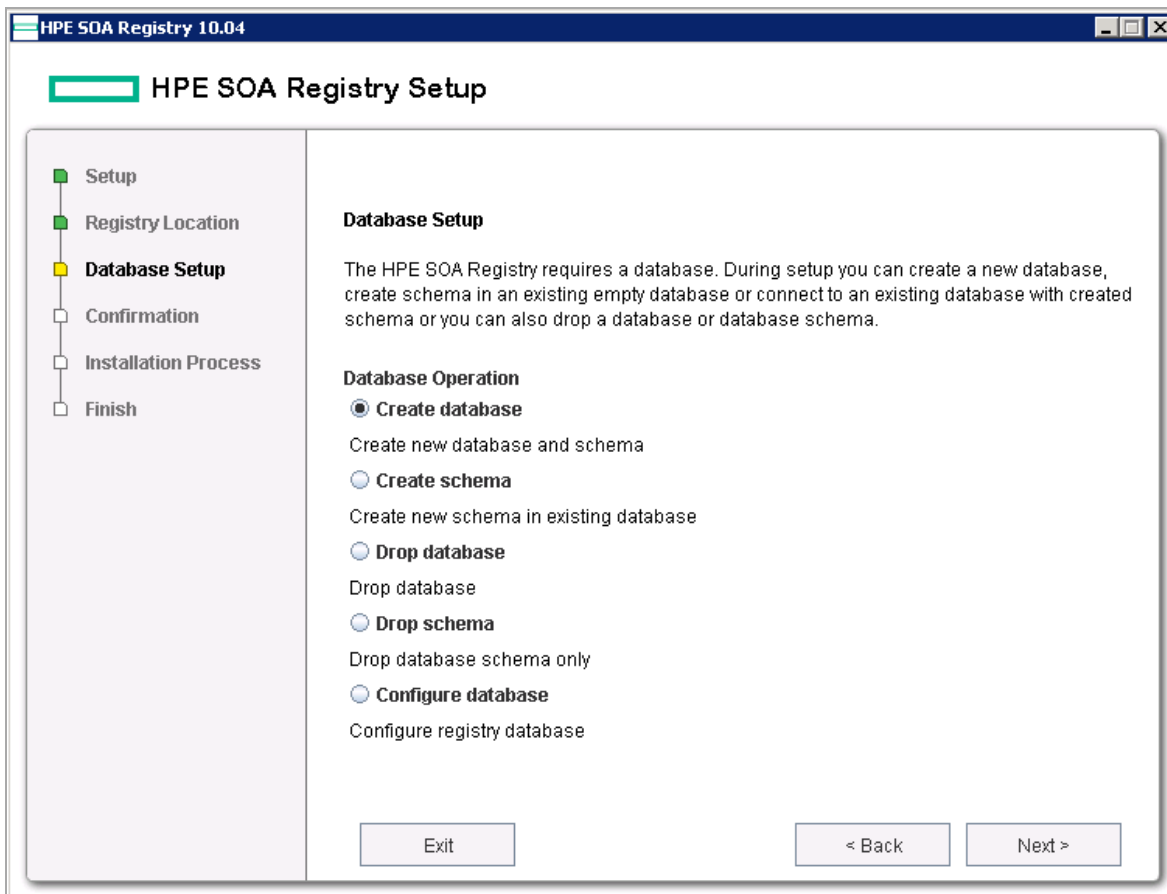 HPE SOA Registry 10.04
HPE SOA Registry Setup
Setup
Registry Location
Database Setup
Confirmation
Installation Process
Finish
Database Setup
The HPE SOA Registry requires a database. During setup you can create a new database,
create schema in an existing empty database or connect to an existing database with created
schema or you can also drop a database or database schema.
Database Operation
Create database
Create new database and schema
Create schema
Create new schema in existing database
Drop database
Drop database
Drop schema
Drop database schema only
Configure database
Configure registry database
Exit
< Back
Next >